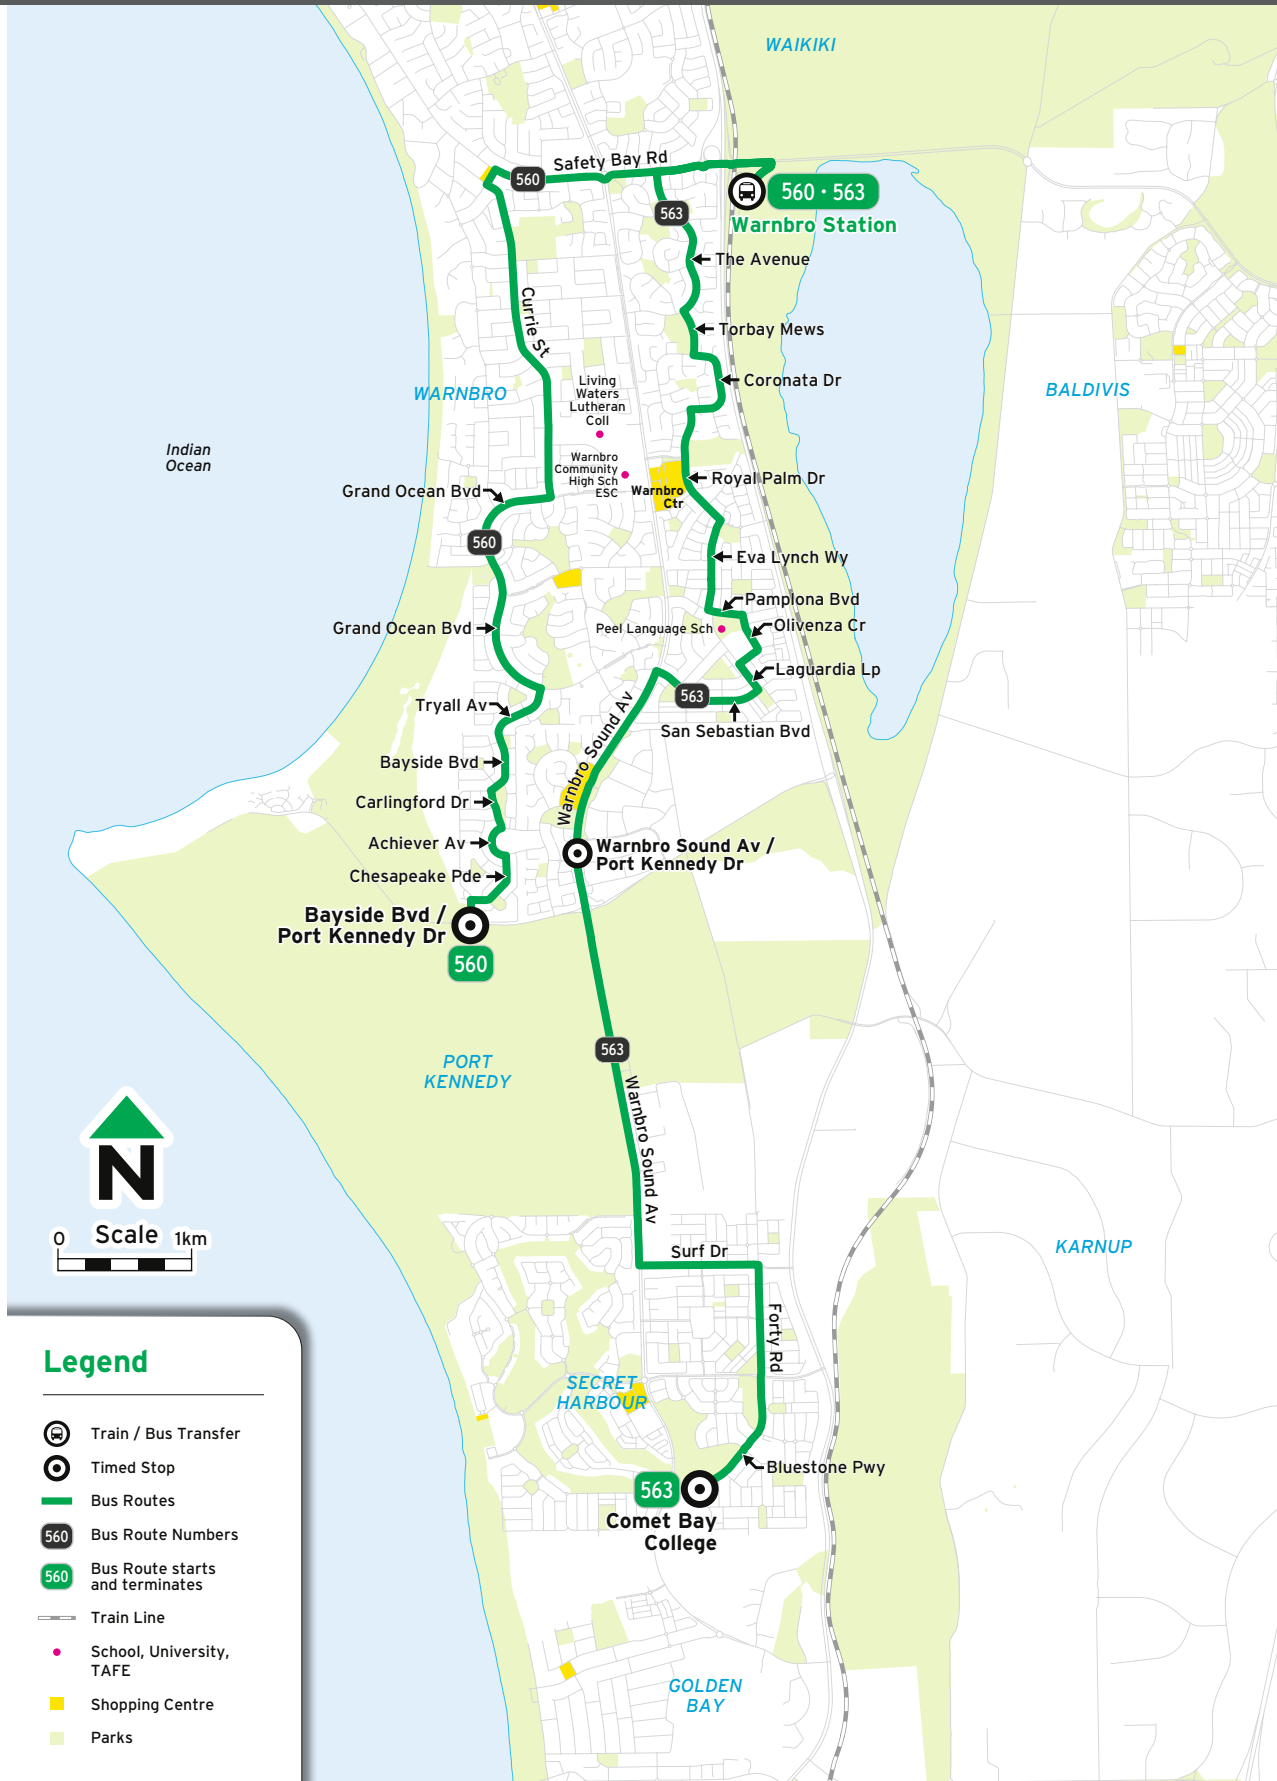 WAIKIKI
Safety Bay Rd
560
560 · 563
563
Warnbro Station
The Avenue
Currie St
Torbay Mews
Coronata Dr
WARNBRO
BALDIVIS
Living
Waters
Lutheran
Coll
Indian
Ocean
Warnbro
Community
High Sch
ESC
Warnbro
Ctr
Royal Palm Dr
Grand Ocean Bvd
560
Eva Lynch Wy
Pamplona Bvd
Grand Ocean Bvd
Peel Language Sch
Olivenza Cr
Laguardia Lp
563
Tryall Av
San Sebastian Bvd
Warnbro Sound Av
Bayside Bvd
Carlingford Dr
Achiever Av
Warnbro Sound Av /
Port Kennedy Dr
Chesapeake Pde
Bayside Bvd /
Port Kennedy Dr
560
563
PORT
KENNEDY
Warnbro Sound Av
N
Scale
0
1km
Surf Dr
KARNUP
Forty Rd
SECRET
HARBOUR
Bluestone Pwy
563
Comet Bay
College
GOLDEN
BAY
Legend
Train / Bus Transfer
Timed Stop
Bus Routes
560
Bus Route Numbers
560
Bus Route starts
and terminates
Train Line
School, University,
TAFE
Shopping Centre
Parks